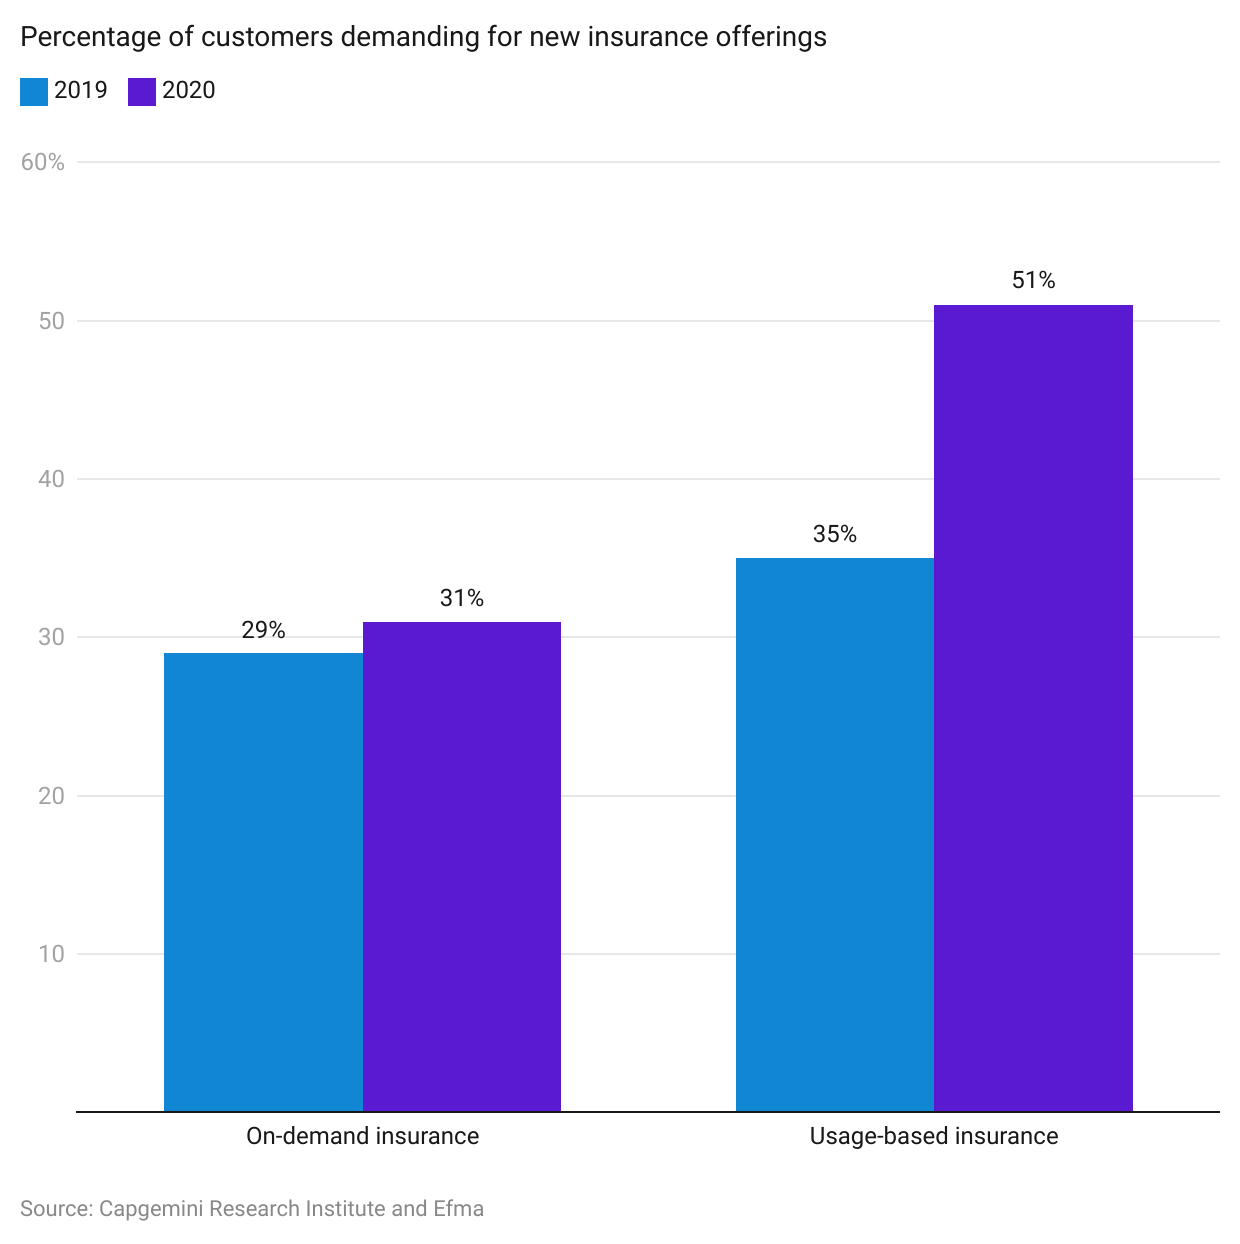 Percentage of customers demanding for new insurance offerings
2019 2020
60%
50
40
30
20
10
29%
31%
35%
51%
On-demand insurance
Usage-based insurance
Source: Capgemini Research Institute and Efma